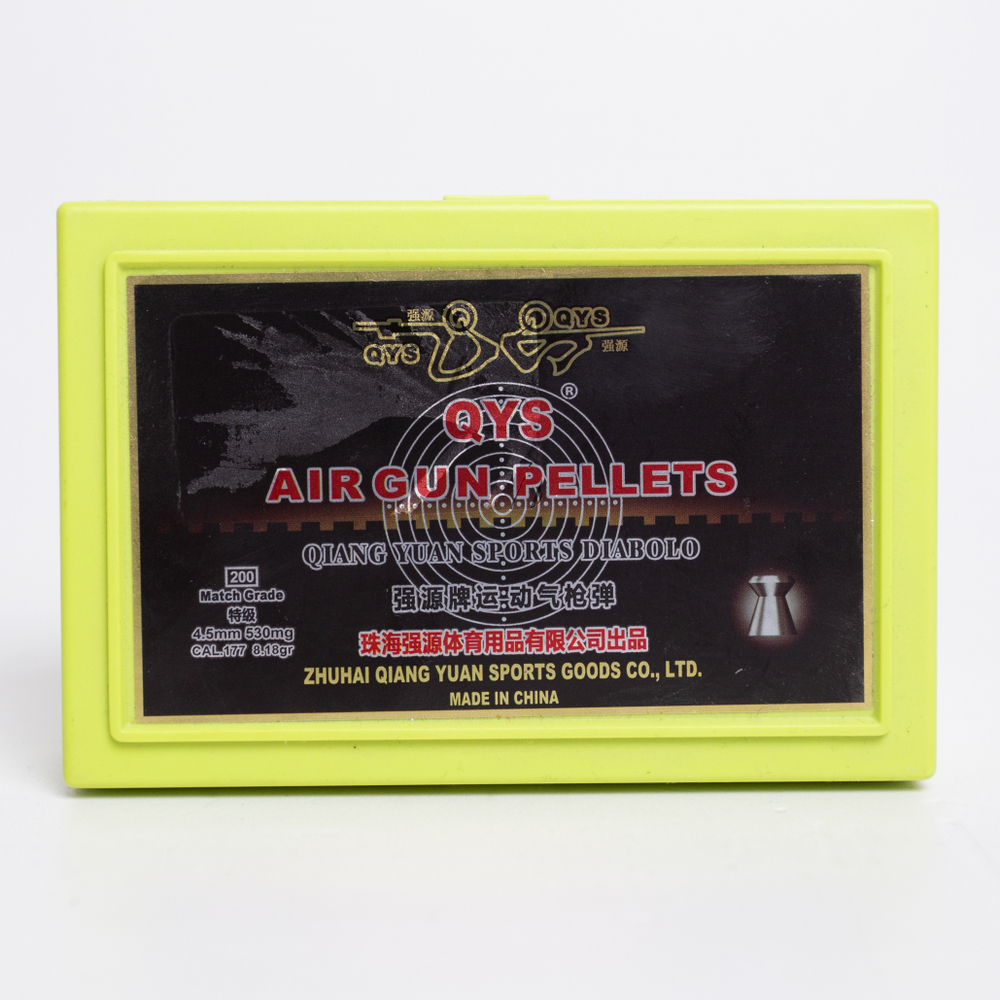 强源 QYS
QYS 强源
QYS®
AIR GUN PELLETS
QIANG YUAN SPORTS DIABOLO
强源牌运动气枪弹
200
Match Grade
特级
4.5mm 530mg
CAL.177 8.18gr
珠海强源体育用品有限公司出品
ZHUHAI QIANG YUAN SPORTS GOODS CO., LTD.
MADE IN CHINA